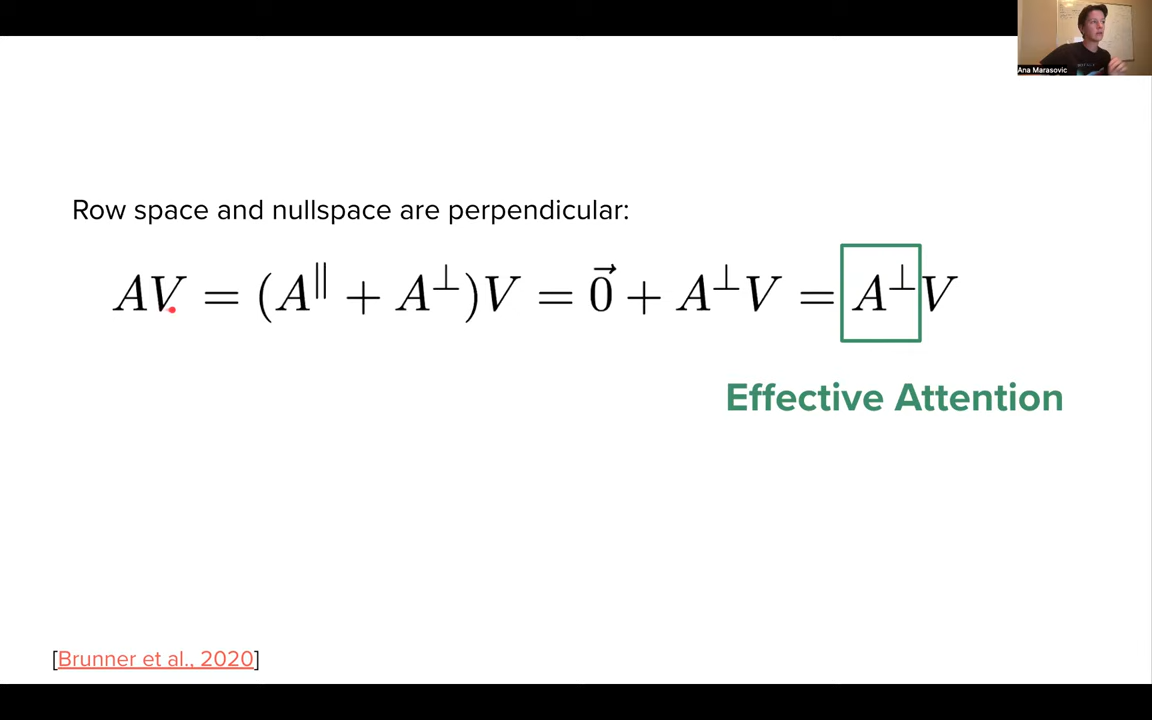 Ana Marasovic
Row space and nullspace are perpendicular:
AV = (A^∥ + A^⊥)V = 0⃗ + A^⊥V = A^⊥V
Effective Attention
[Brunner et al., 2020]